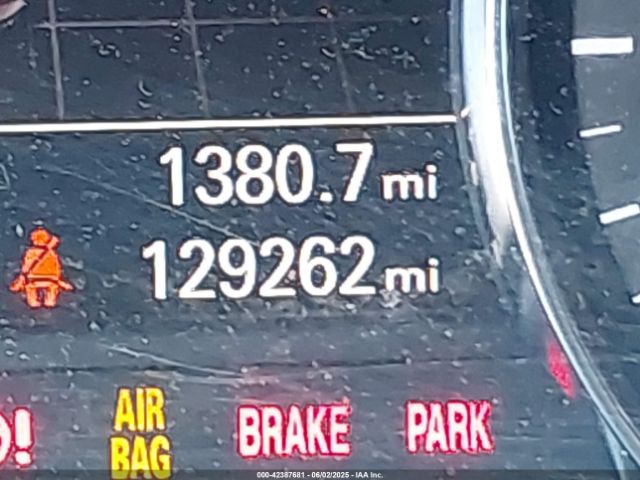 1380.7 mi
129262 mi
AIR
BAG
BRAKE PARK
!
000-42387681 - 06/02/2025 - IAA Inc.